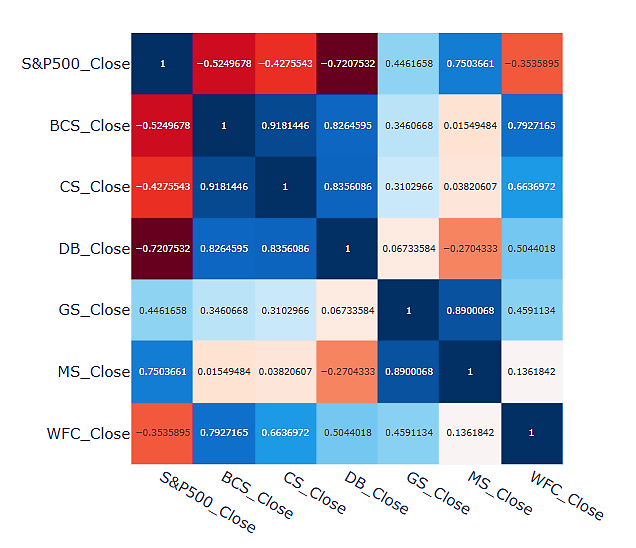 S&P500_Close 1 −0.5249678 −0.4275543 −0.7207532 0.4461658 0.7503661 −0.3535895
BCS_Close −0.5249678 1 0.9181446 0.8264595 0.3460668 0.01549484 0.7927165
CS_Close −0.4275543 0.9181446 1 0.8356086 0.3102966 0.03820607 0.6636972
DB_Close −0.7207532 0.8264595 0.8356086 1 0.06733584 −0.2704333 0.5044018
GS_Close 0.4461658 0.3460668 0.3102966 0.06733584 1 0.8900068 0.4591134
MS_Close 0.7503661 0.01549484 0.03820607 −0.2704333 0.8900068 1 0.1361842
WFC_Close −0.3535895 0.7927165 0.6636972 0.5044018 0.4591134 0.1361842 1
S&P500_Close BCS_Close CS_Close DB_Close GS_Close MS_Close WFC_Close